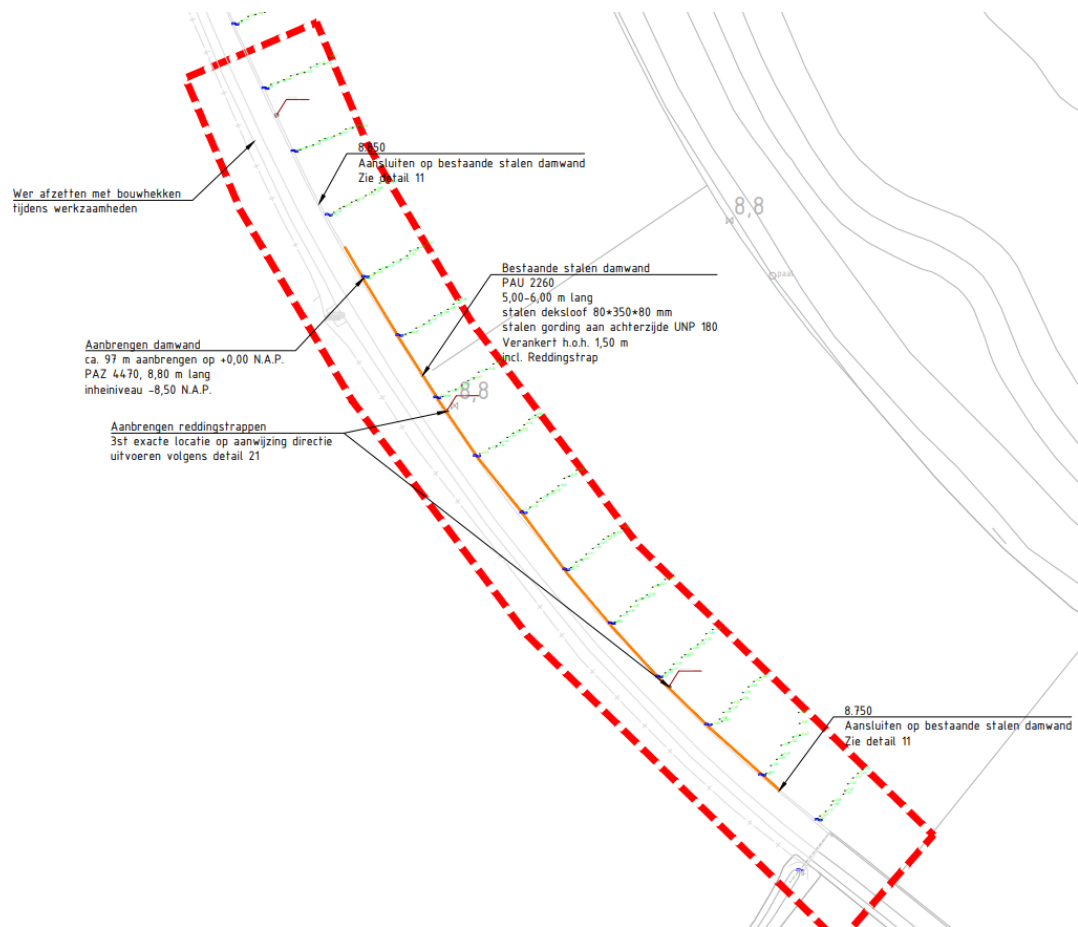 8.850
Aansluiten op bestaande stalen damwand
Zie detail 11
Wer afzetten met bouwhekken
tijdens werkzaamheden
8,8
paal
Bestaande stalen damwand
PAU 2260
5,00-6,00 m lang
stalen deksloof 80*350*80 mm
stalen gording aan achterzijde UNP 180
Verankert h.o.h. 1,50 m
incl. Reddingstrap
Aanbrengen damwand
ca. 97 m aanbrengen op +0,00 N.A.P.
PAZ 4470, 8,80 m lang
inheiniveau -8,50 N.A.P.
8,8
Aanbrengen reddingstrappen
3st exacte locatie op aanwijzing directie
uitvoeren volgens detail 21
8.750
Aansluiten op bestaande stalen damwand
Zie detail 11